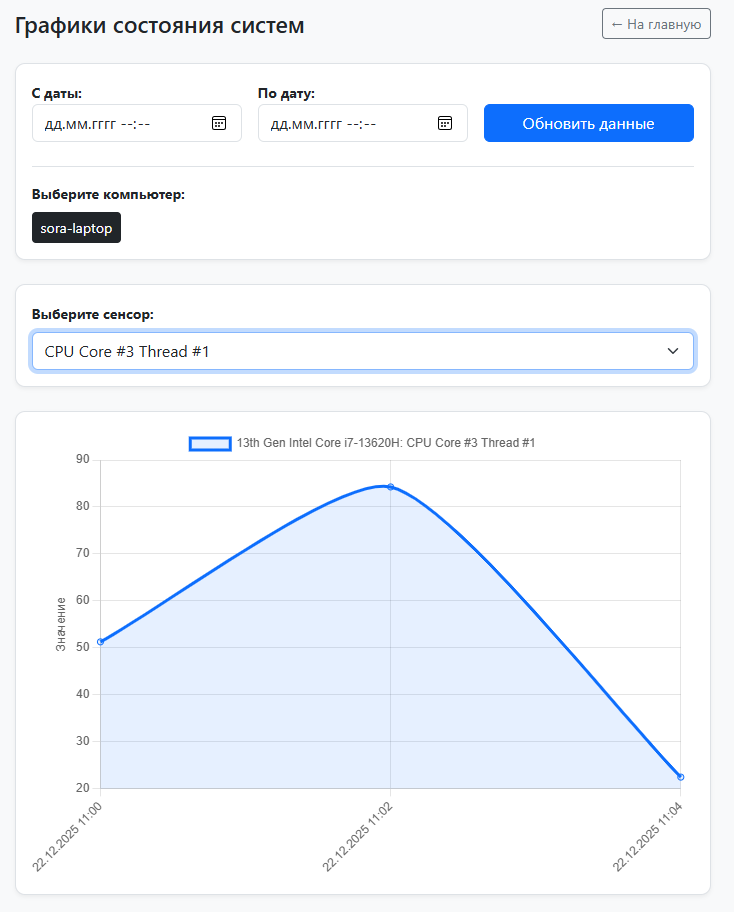 Графики состояния систем
← На главную
С даты:
По дату:
дд.мм.гггг --:--
дд.мм.гггг --:--
Обновить данные
Выберите компьютер:
sora-laptop
Выберите сенсор:
CPU Core #3 Thread #1
13th Gen Intel Core i7-13620H: CPU Core #3 Thread #1
90
80
70
60
50
40
30
20
Значение
22.12.2025 11:00
22.12.2025 11:02
22.12.2025 11:04